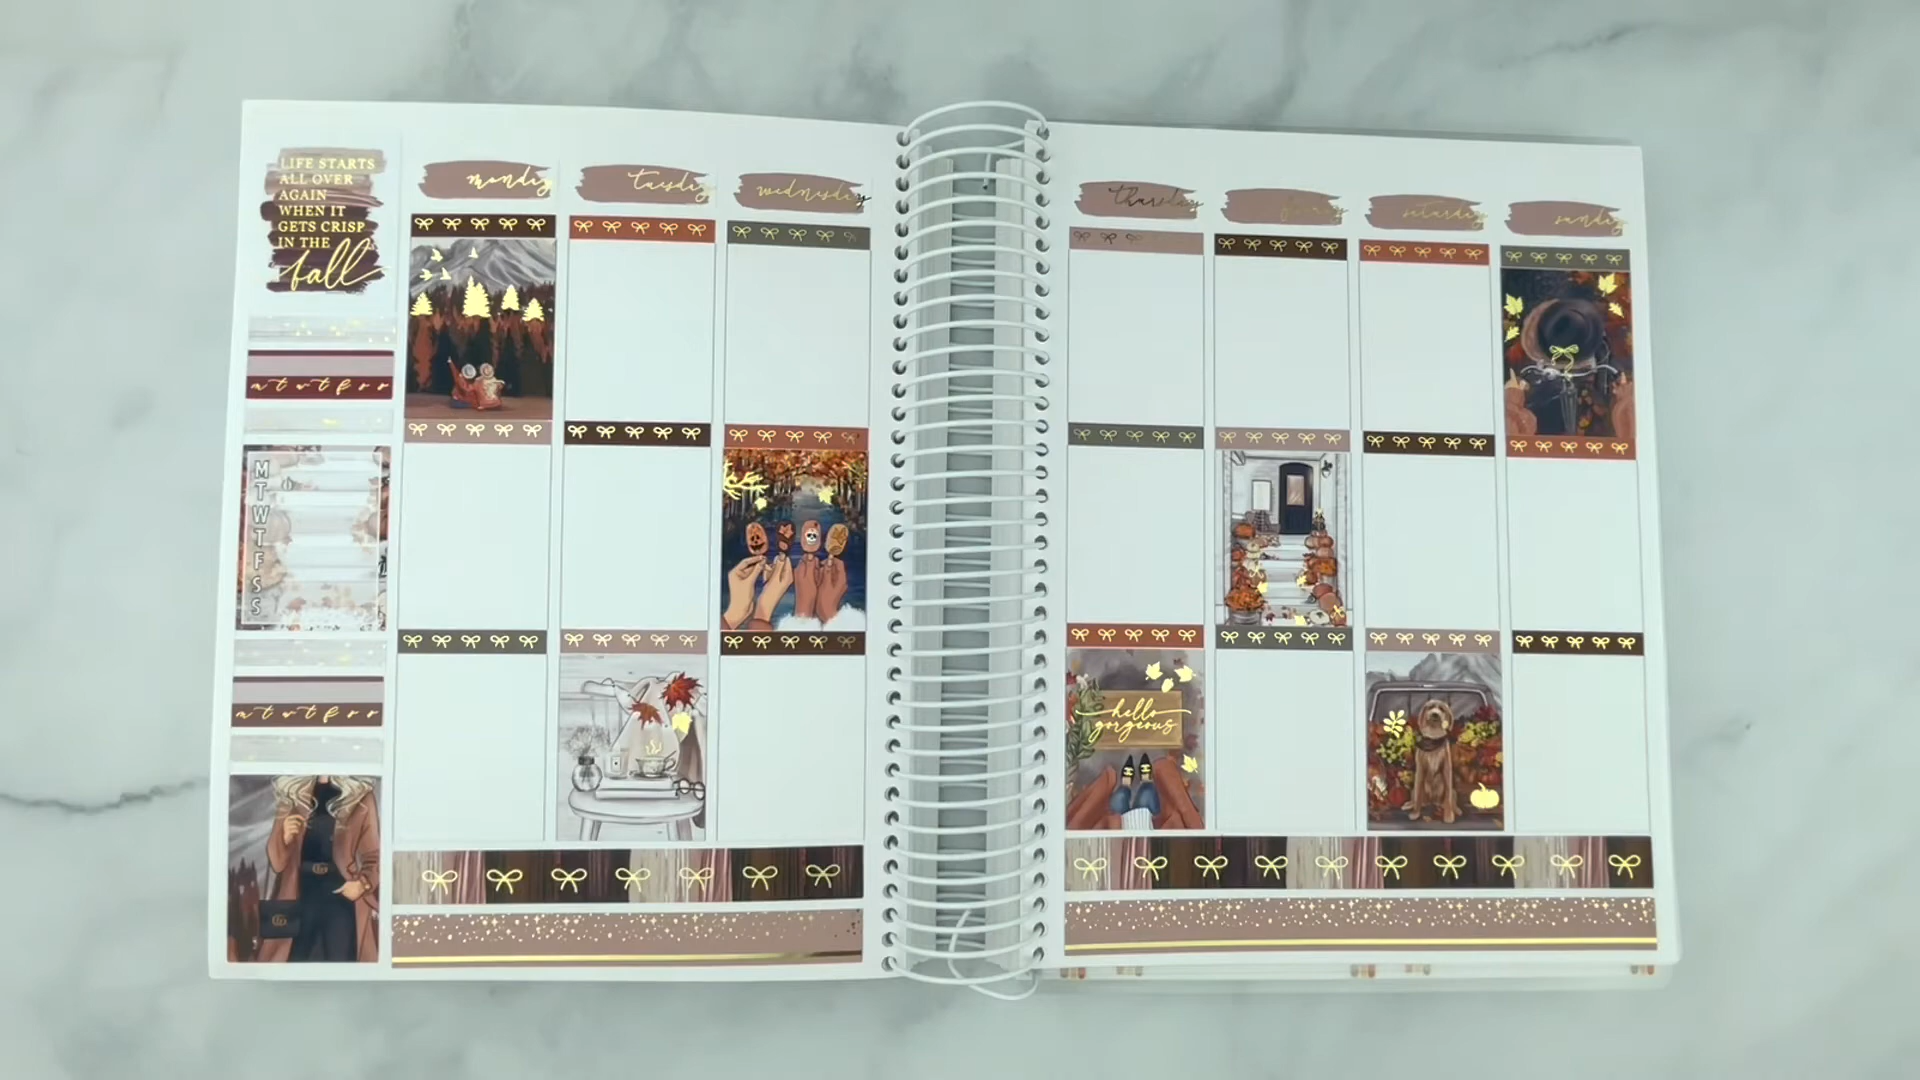 LIFE STARTS
ALL OVER
AGAIN
WHEN IT
GETS CRISP
IN THE
fall
monday
tuesday
wednesday
thursday
friday
saturday
sunday
m t w t f s s
M
T
W
T
F
S
S
m t w t f s s
hello
gorgeous